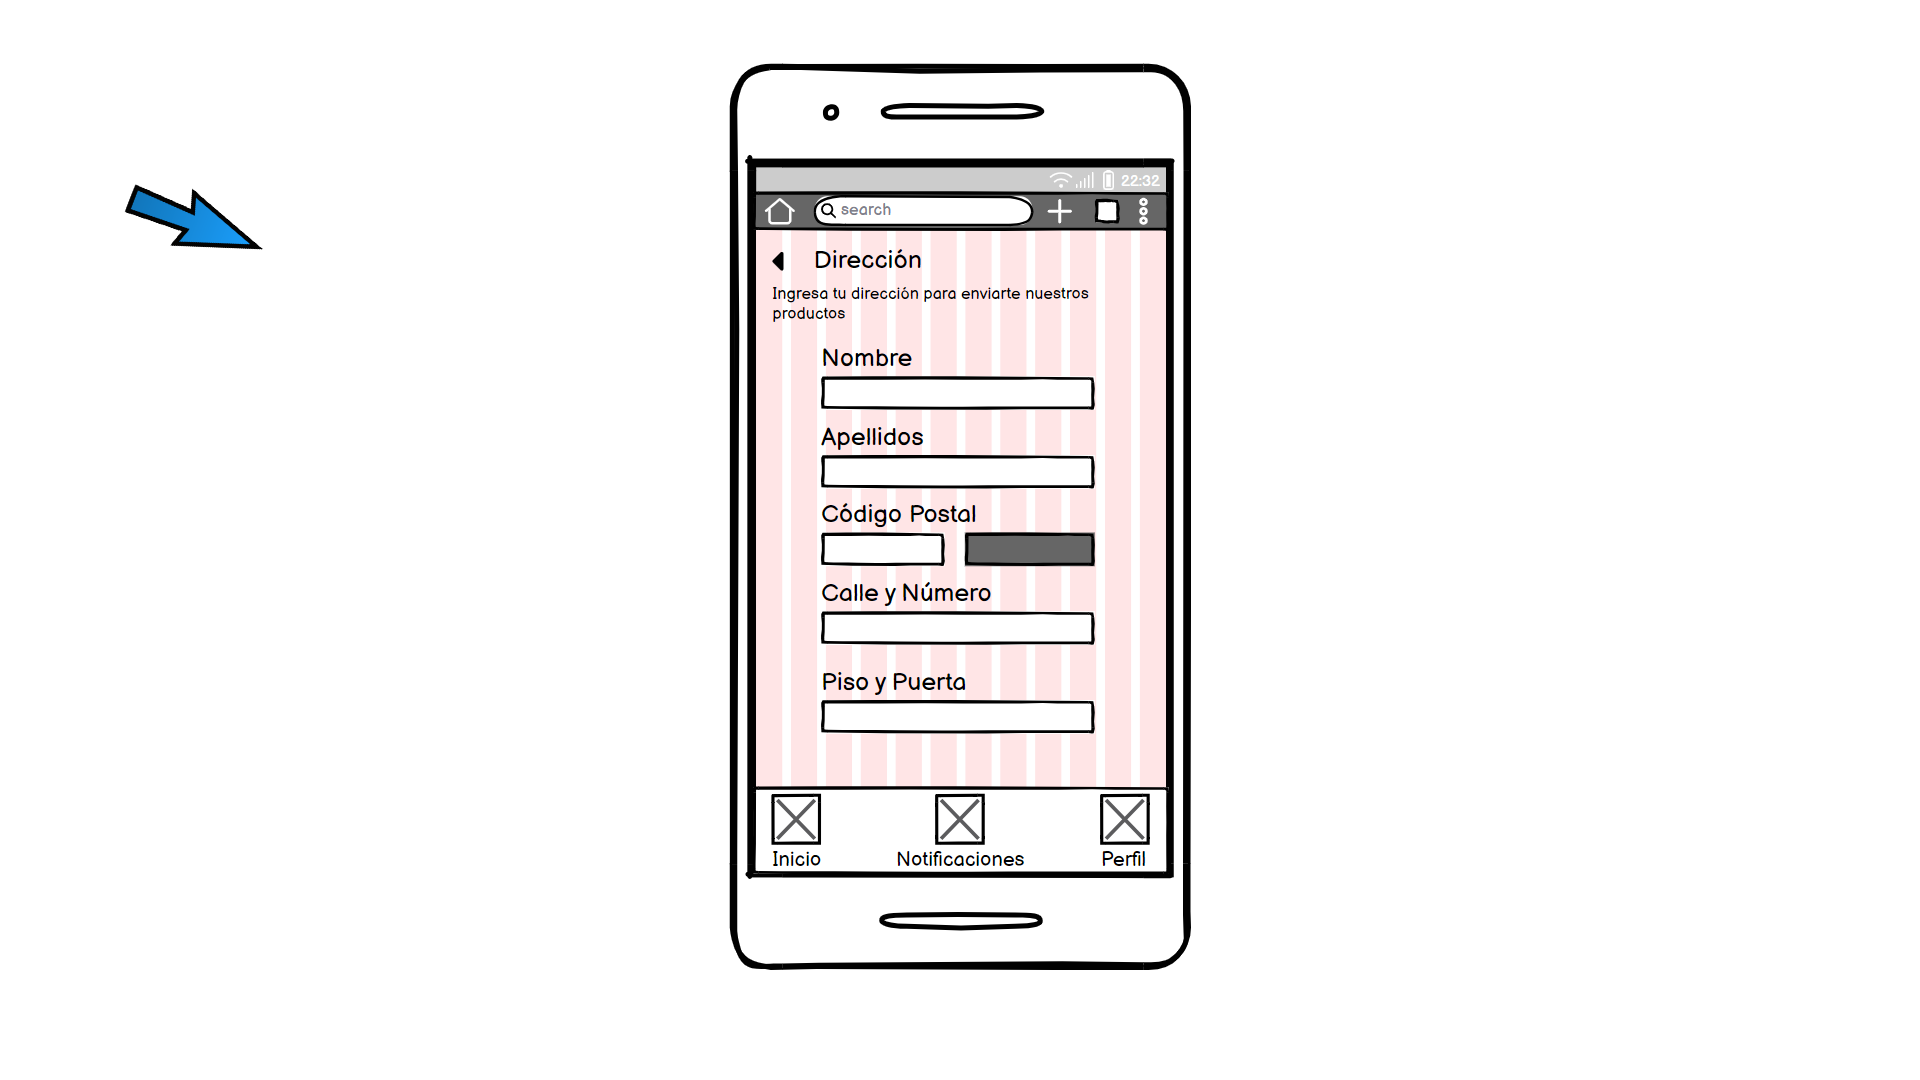 22:32
search
Dirección
Ingresa tu dirección para enviarte nuestros
productos
Nombre
Apellidos
Código Postal
Calle y Número
Piso y Puerta
Inicio Notificaciones Perfil